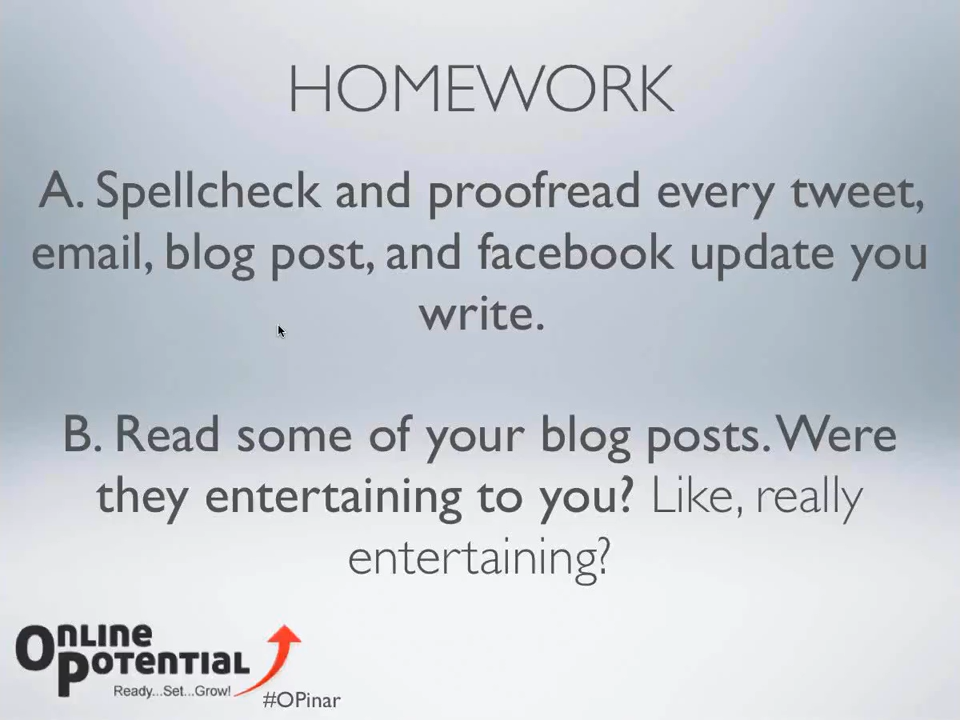 HOMEWORK
A. Spellcheck and proofread every tweet,
email, blog post, and facebook update you
write.
B. Read some of your blog posts. Were
they entertaining to you? Like, really
entertaining?
ONLINE
POTENTIAL
Ready...Set...Grow!
#OPinar